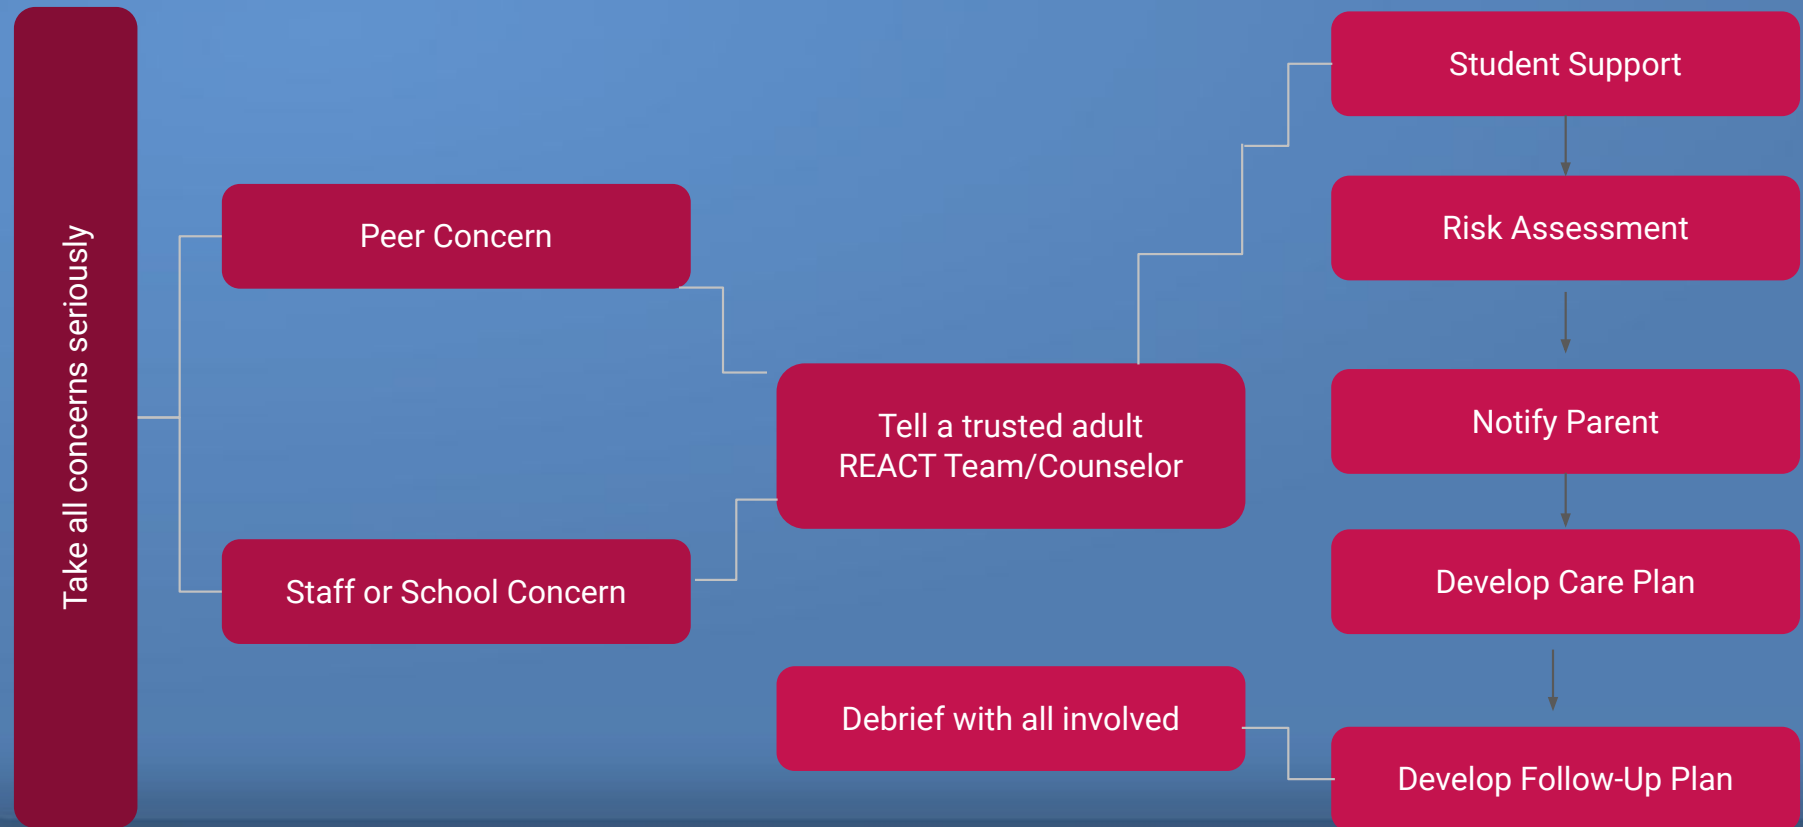 Take all concerns seriously
Peer Concern
Staff or School Concern
Tell a trusted adult
REACT Team/Counselor
Student Support
Risk Assessment
Notify Parent
Develop Care Plan
Develop Follow-Up Plan
Debrief with all involved